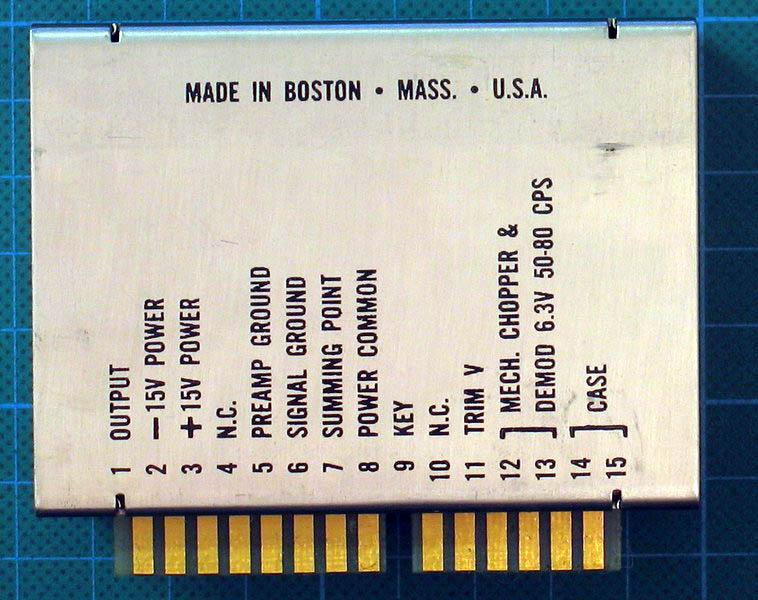 MADE IN BOSTON • MASS. • U.S.A.
1 OUTPUT
2 −15V POWER
3 +15V POWER
4 N.C.
5 PREAMP GROUND
6 SIGNAL GROUND
7 SUMMING POINT
8 POWER COMMON
9 KEY
10 N.C.
11 TRIM V
12 ] MECH. CHOPPER &
13 ] DEMOD 6.3V 50-80 CPS
14 ] CASE
15 ]